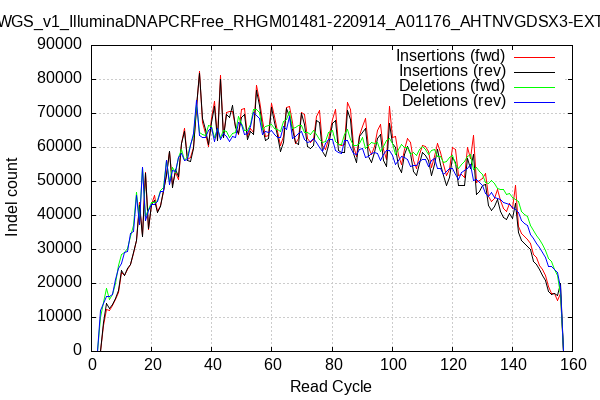 WGS_v1_IlluminaDNAPCRFree_RHGM01481-220914_A01176_AHTNVGDSX3-EXT
90000
80000
70000
60000
50000
40000
30000
20000
10000
0
Indel count
Insertions (fwd)
Insertions (rev)
Deletions (fwd)
Deletions (rev)
0 20 40 60 80 100 120 140 160
Read Cycle